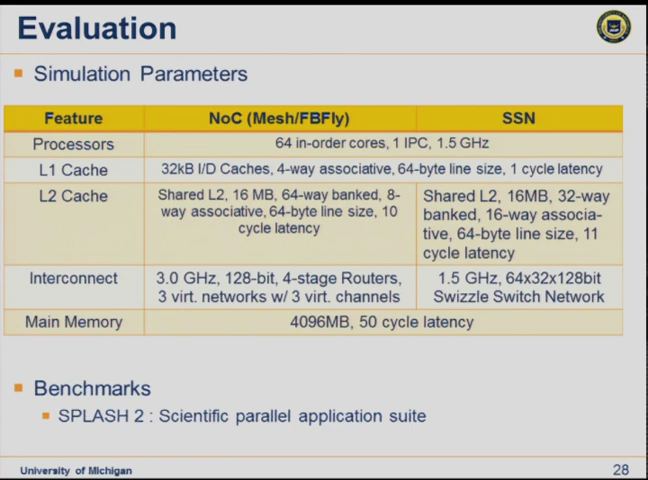 Evaluation
Simulation Parameters
Feature
NoC (Mesh/FBFly)
SSN
Processors
64 in-order cores, 1 IPC, 1.5 GHz
L1 Cache
32kB I/D Caches, 4-way associative, 64-byte line size, 1 cycle latency
L2 Cache
Shared L2, 16 MB, 64-way banked, 8-
way associative, 64-byte line size, 10
cycle latency
Shared L2, 16MB, 32-way
banked, 16-way associa-
tive, 64-byte line size, 11
cycle latency
Interconnect
3.0 GHz, 128-bit, 4-stage Routers,
3 virt. networks w/ 3 virt. channels
1.5 GHz, 64x32x128bit
Swizzle Switch Network
Main Memory
4096MB, 50 cycle latency
Benchmarks
SPLASH 2 : Scientific parallel application suite
University of Michigan
28